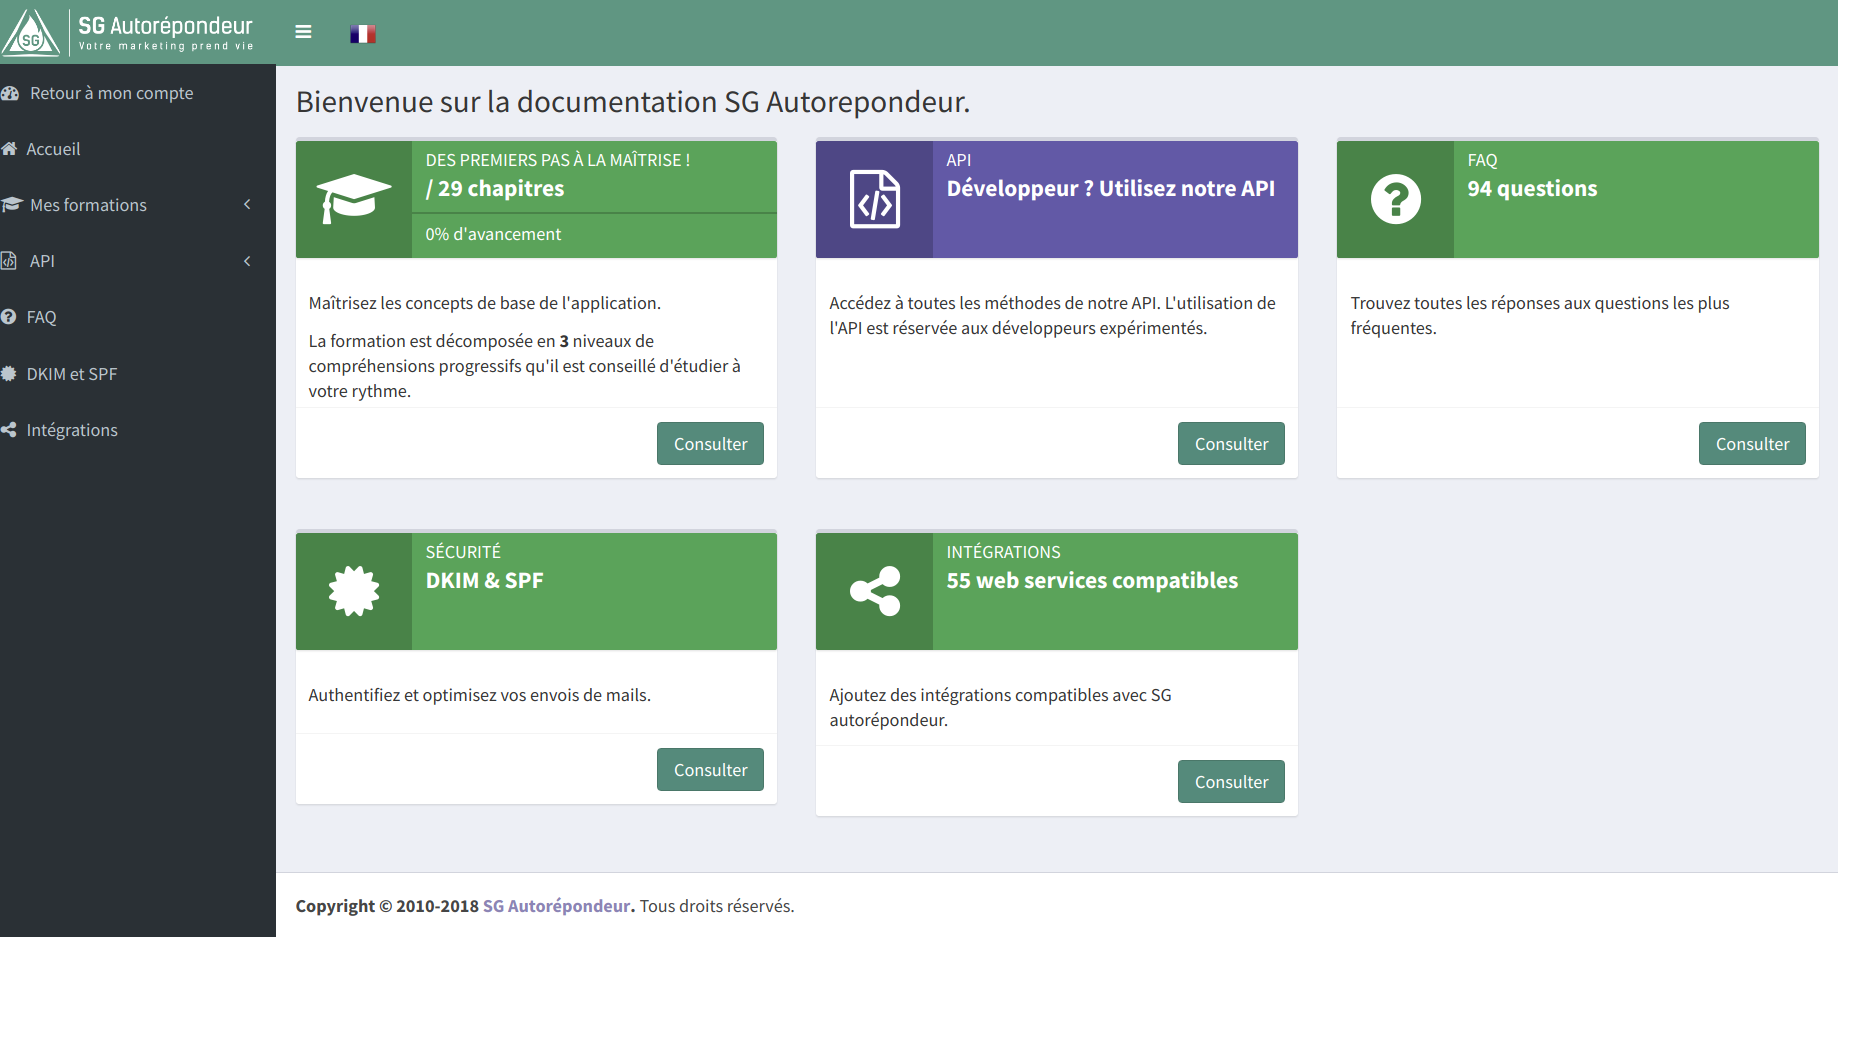 SG Autorépondeur
Votre marketing prend vie
SG
Retour à mon compte
Accueil
Mes formations
API
FAQ
DKIM et SPF
Intégrations
Bienvenue sur la documentation SG Autorepondeur.
DES PREMIERS PAS À LA MAÎTRISE !
/ 29 chapitres
0% d'avancement
Maîtrisez les concepts de base de l'application.
La formation est décomposée en 3 niveaux de
compréhensions progressifs qu'il est conseillé d'étudier à
votre rythme.
Consulter
API
Développeur ? Utilisez notre API
Accédez à toutes les méthodes de notre API. L'utilisation de
l'API est réservée aux développeurs expérimentés.
Consulter
FAQ
94 questions
Trouvez toutes les réponses aux questions les plus
fréquentes.
Consulter
SÉCURITÉ
DKIM & SPF
Authentifiez et optimisez vos envois de mails.
Consulter
INTÉGRATIONS
55 web services compatibles
Ajoutez des intégrations compatibles avec SG
autorépondeur.
Consulter
Copyright © 2010-2018 SG Autorépondeur. Tous droits réservés.